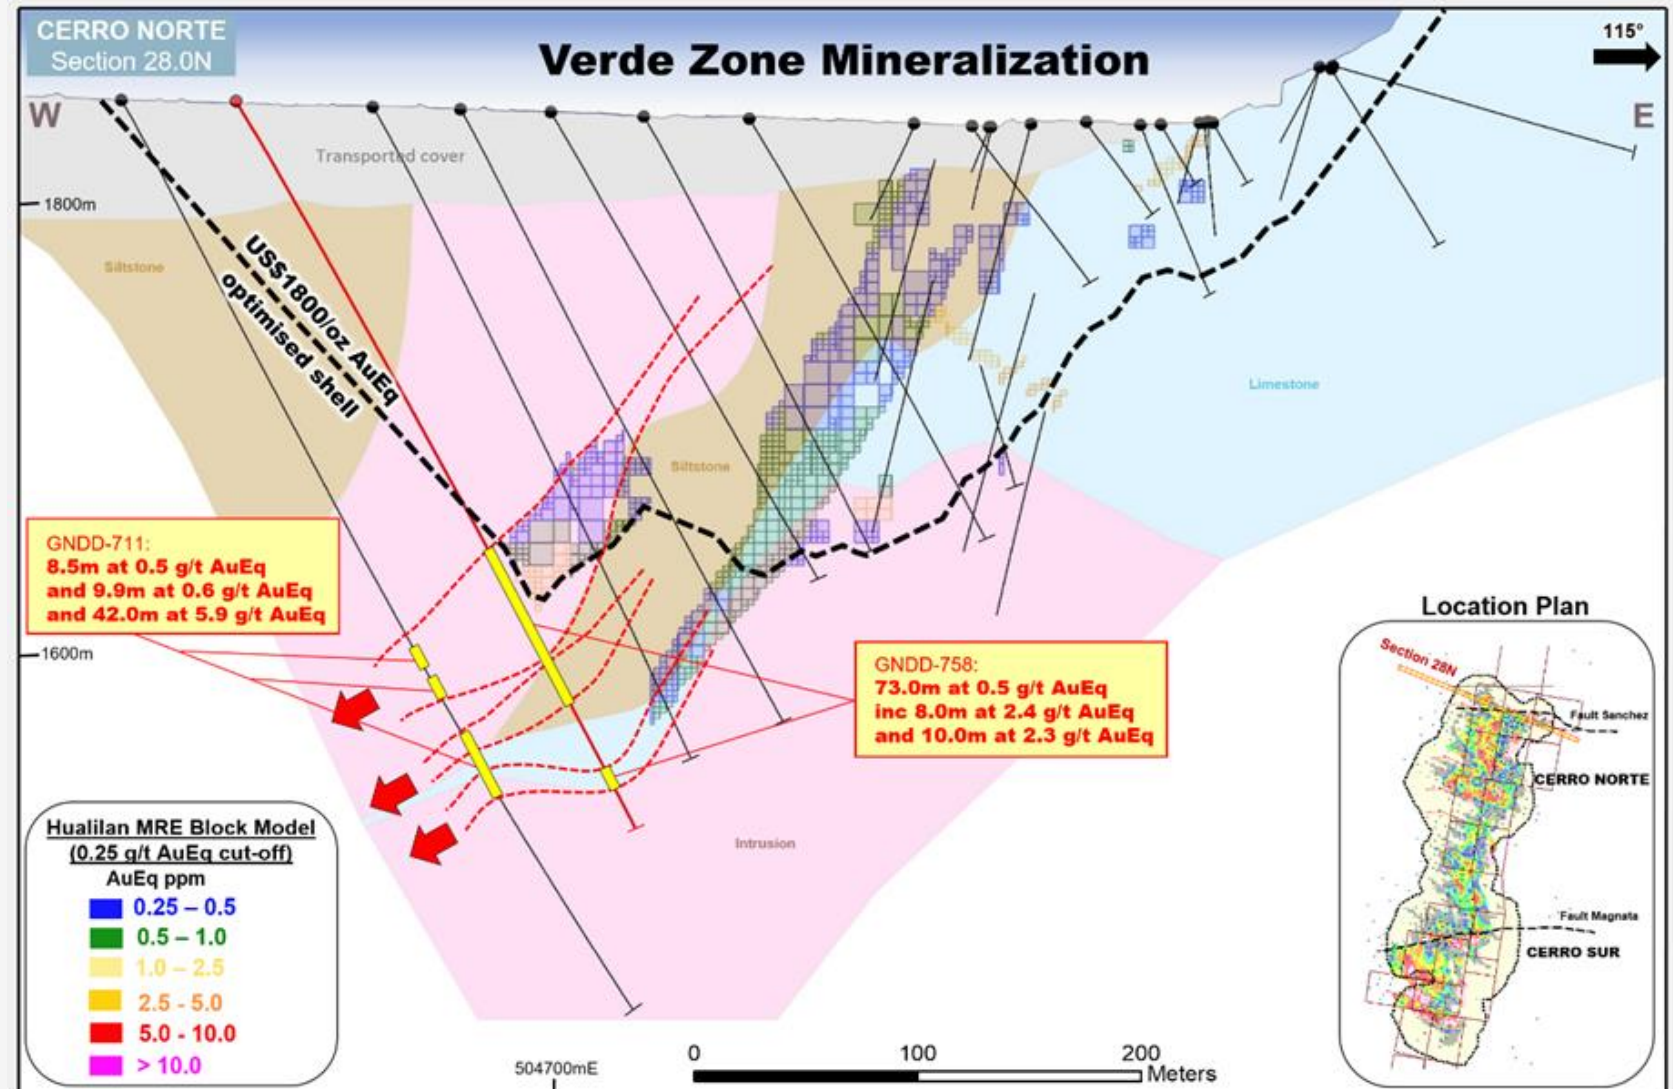 CERRO NORTE
Section 28.0N
Verde Zone Mineralization
115°
W
E
Transported cover
1800m
Siltstone
US$1800/oz AuEq
optimised shell
Limestone
Siltstone
GNDD-711:
8.5m at 0.5 g/t AuEq
and 9.9m at 0.6 g/t AuEq
and 42.0m at 5.9 g/t AuEq
1600m
GNDD-758:
73.0m at 0.5 g/t AuEq
inc 8.0m at 2.4 g/t AuEq
and 10.0m at 2.3 g/t AuEq
Intrusion
Hualilan MRE Block Model
(0.25 g/t AuEq cut-off)
AuEq ppm
0.25 – 0.5
0.5 – 1.0
1.0 – 2.5
2.5 - 5.0
5.0 - 10.0
> 10.0
504700mE
0 100 200
Meters
Location Plan
Section 28N
Fault Sanchez
CERRO NORTE
Fault Magnata
CERRO SUR